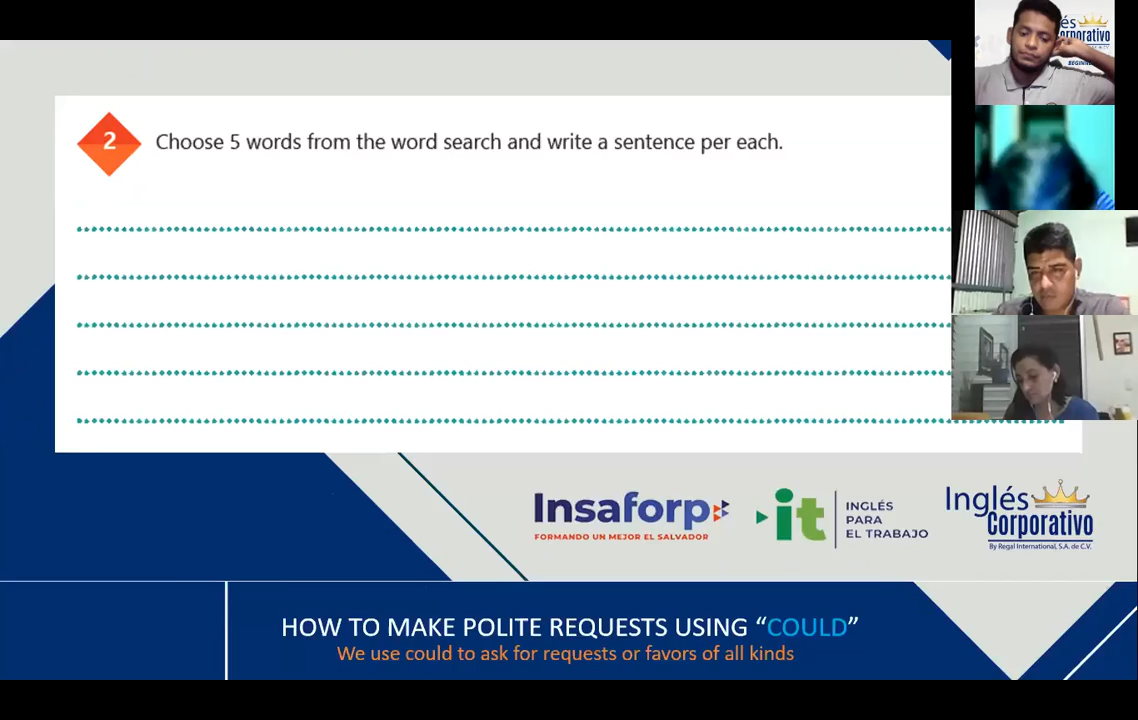 2
Choose 5 words from the word search and write a sentence per each.
Insaforp
FORMANDO UN MEJOR EL SALVADOR
it
INGLÉS
PARA
EL TRABAJO
Inglés
Corporativo
By Regal International, S.A. de C.V.
HOW TO MAKE POLITE REQUESTS USING “COULD”
We use could to ask for requests or favors of all kinds